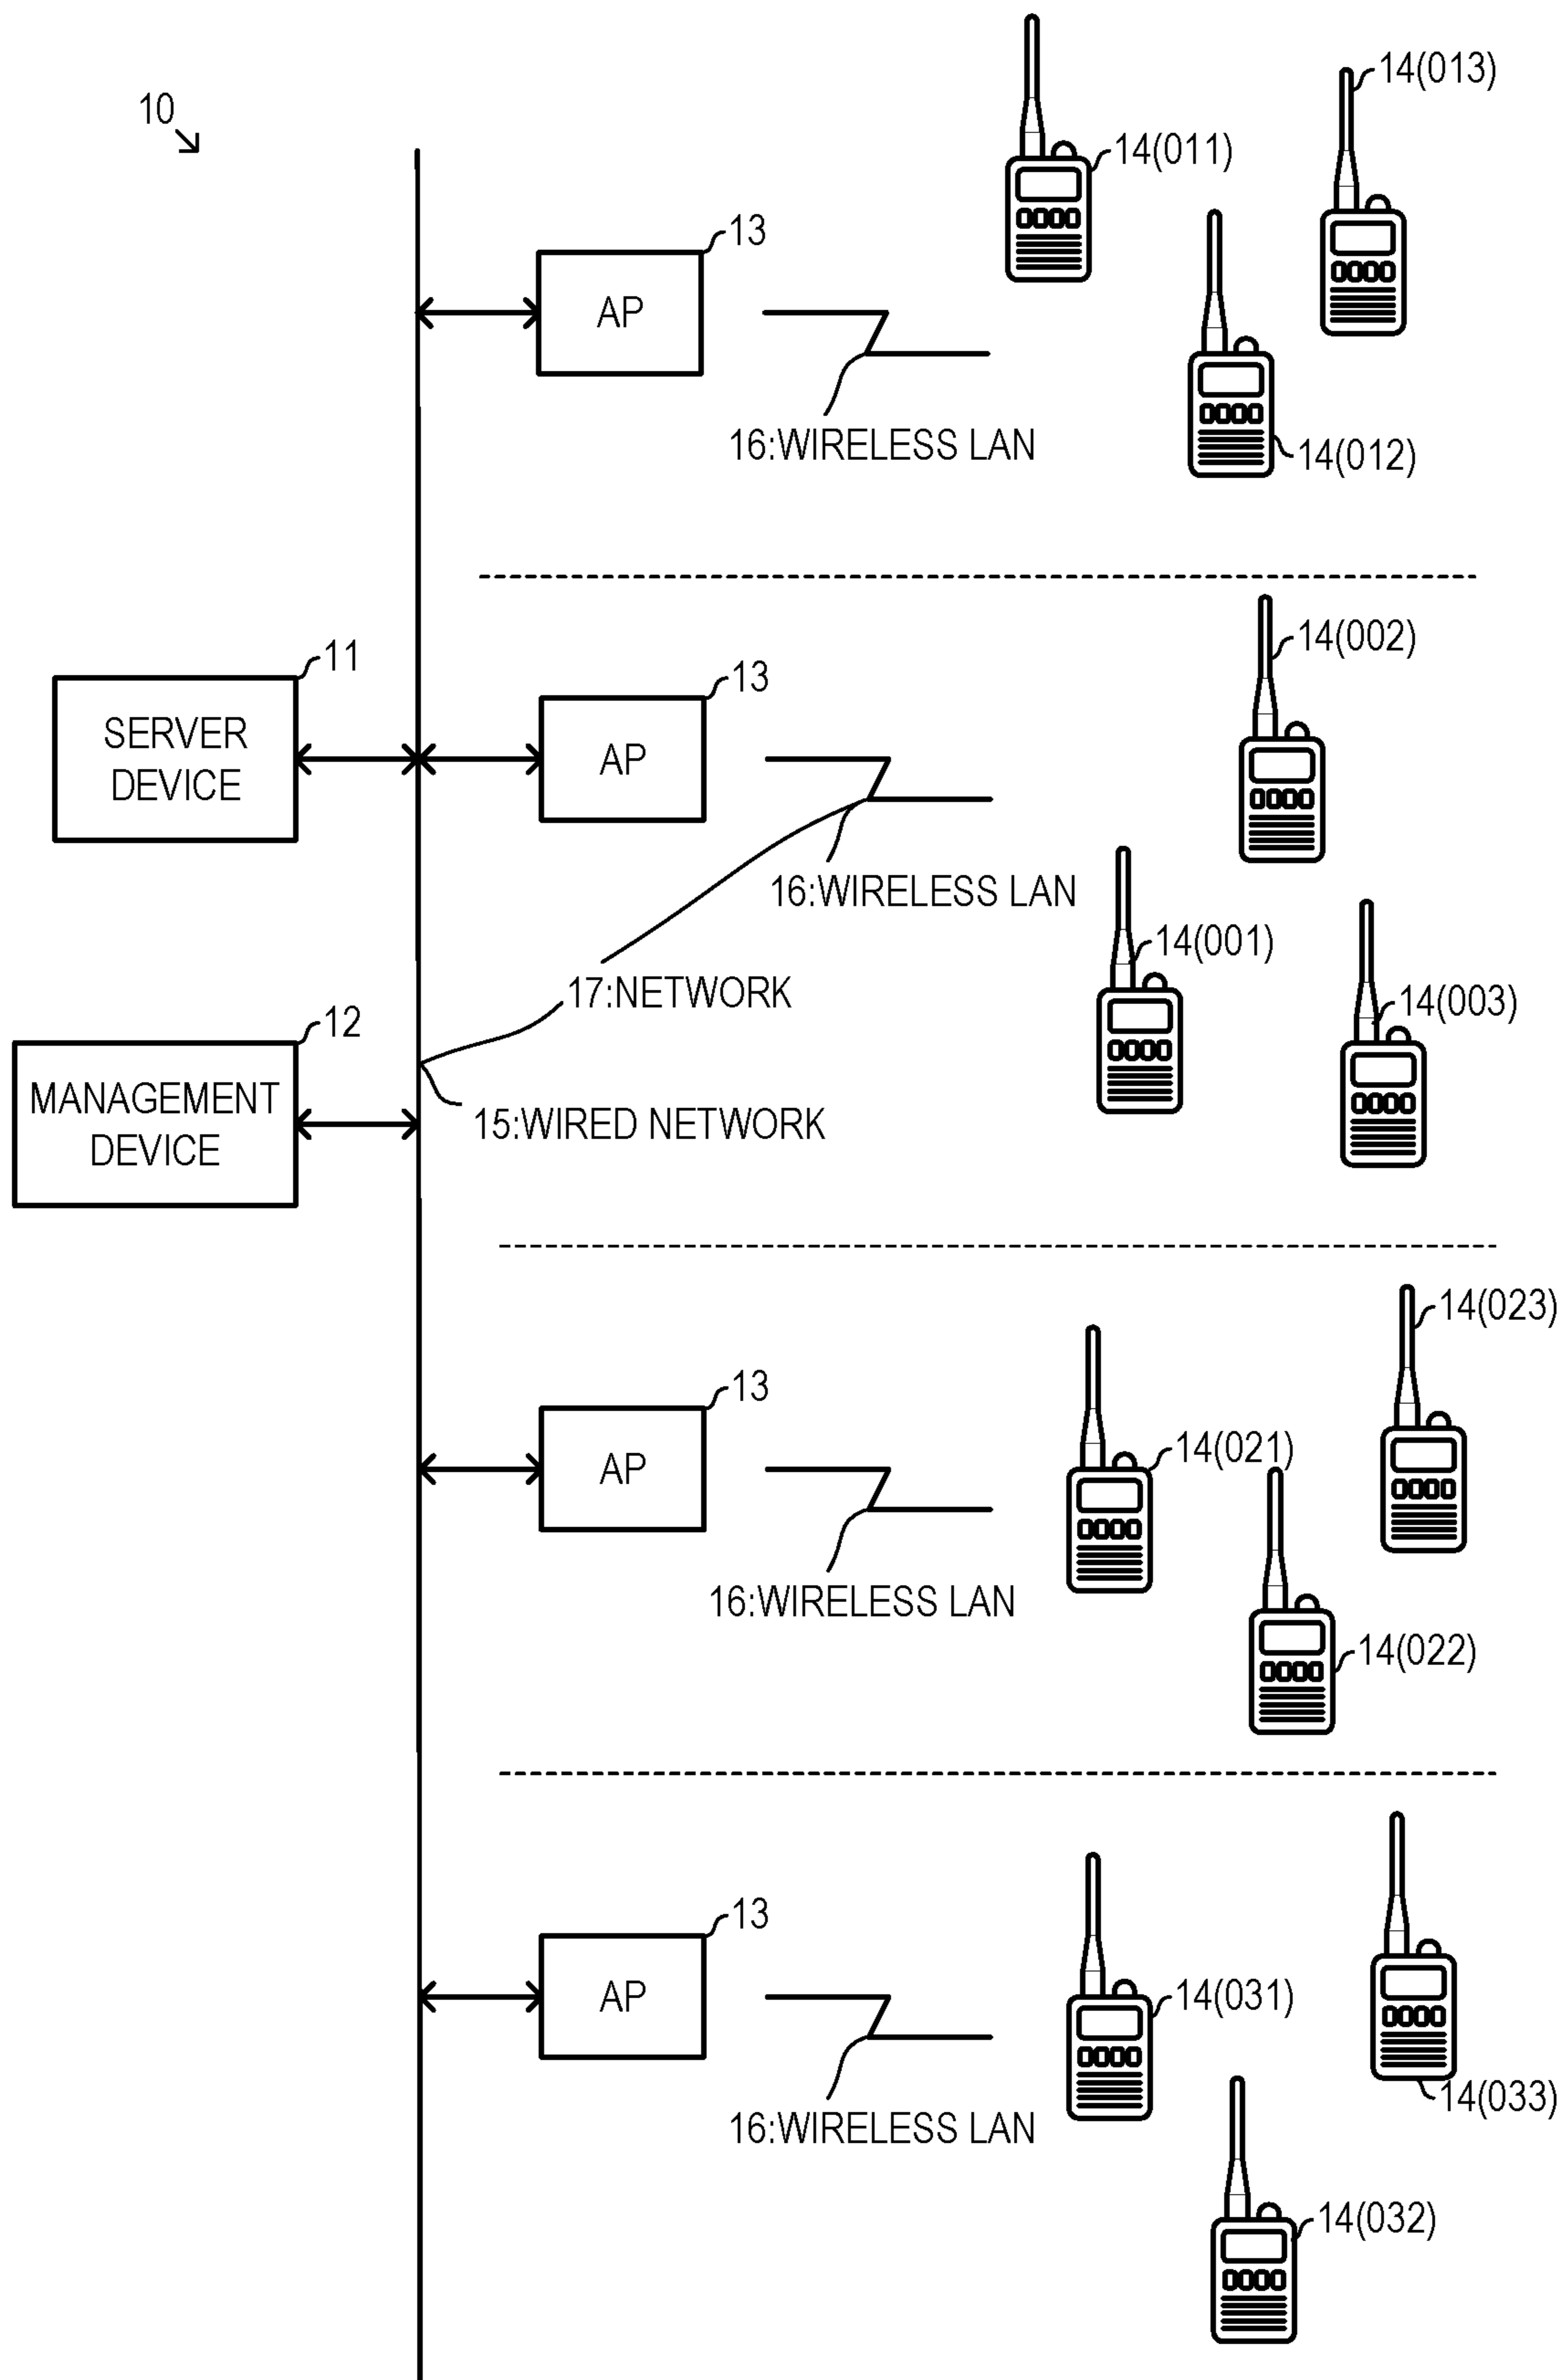 14(013)
10
14(011)
13
AP
16:WIRELESS LAN
14(012)
14(002)
11
13
SERVER
DEVICE
AP
16:WIRELESS LAN
14(001)
17:NETWORK
14(003)
12
MANAGEMENT
DEVICE
15:WIRED NETWORK
14(023)
13
14(021)
AP
16:WIRELESS LAN
14(022)
13
AP
14(031)
14(033)
16:WIRELESS LAN
14(032)